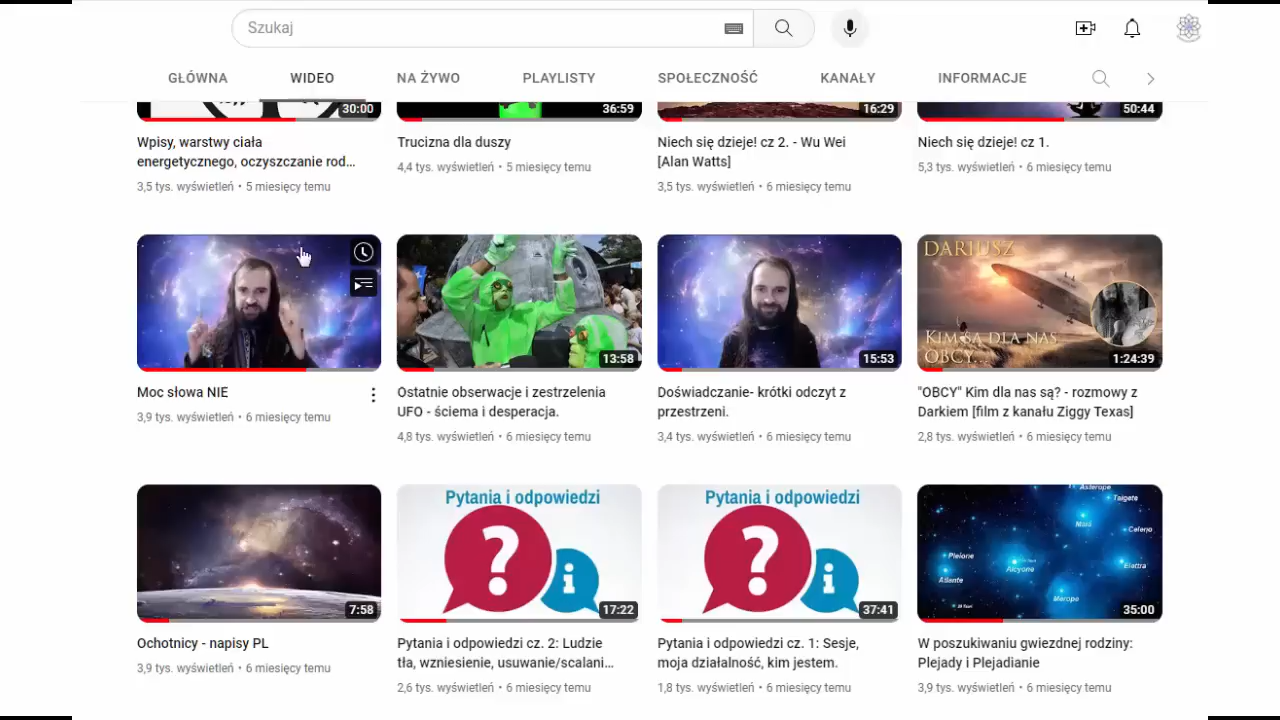 Szukaj
GŁÓWNA
WIDEO
NA ŻYWO
PLAYLISTY
SPOŁECZNOŚĆ
KANAŁY
INFORMACJE
30:00
36:59
16:29
50:44
Wpisy, warstwy ciała
energetycznego, oczyszczanie rod...
3,5 tys. wyświetleń • 5 miesięcy temu
Trucizna dla duszy
4,4 tys. wyświetleń • 5 miesięcy temu
Niech się dzieje! cz 2. - Wu Wei
[Alan Watts]
3,5 tys. wyświetleń • 6 miesięcy temu
Niech się dzieje! cz 1.
5,3 tys. wyświetleń • 6 miesięcy temu
13:58
15:53
DARIUSZ
KIM SĄ DLA NAS
OBCY...
1:24:39
Moc słowa NIE
3,9 tys. wyświetleń • 6 miesięcy temu
Ostatnie obserwacje i zestrzelenia
UFO - ściema i desperacja.
4,8 tys. wyświetleń • 6 miesięcy temu
Doświadczanie- krótki odczyt z
przestrzeni.
3,4 tys. wyświetleń • 6 miesięcy temu
"OBCY" Kim dla nas są? - rozmowy z
Darkiem [film z kanału Ziggy Texas]
2,8 tys. wyświetleń • 6 miesięcy temu
7:58
Pytania i odpowiedzi
?
i
17:22
Pytania i odpowiedzi
?
i
37:41
Asterope
Taigete
Maia
Celeno
Pleione
Alcyone
Electra
Atlante
Merope
35:00
Ochotnicy - napisy PL
3,9 tys. wyświetleń • 6 miesięcy temu
Pytania i odpowiedzi cz. 2: Ludzie
tła, wzniesienie, usuwanie/scalani...
2,6 tys. wyświetleń • 6 miesięcy temu
Pytania i odpowiedzi cz. 1: Sesje,
moja działalność, kim jestem.
1,8 tys. wyświetleń • 6 miesięcy temu
W poszukiwaniu gwiezdnej rodziny:
Plejady i Plejadianie
3,9 tys. wyświetleń • 6 miesięcy temu